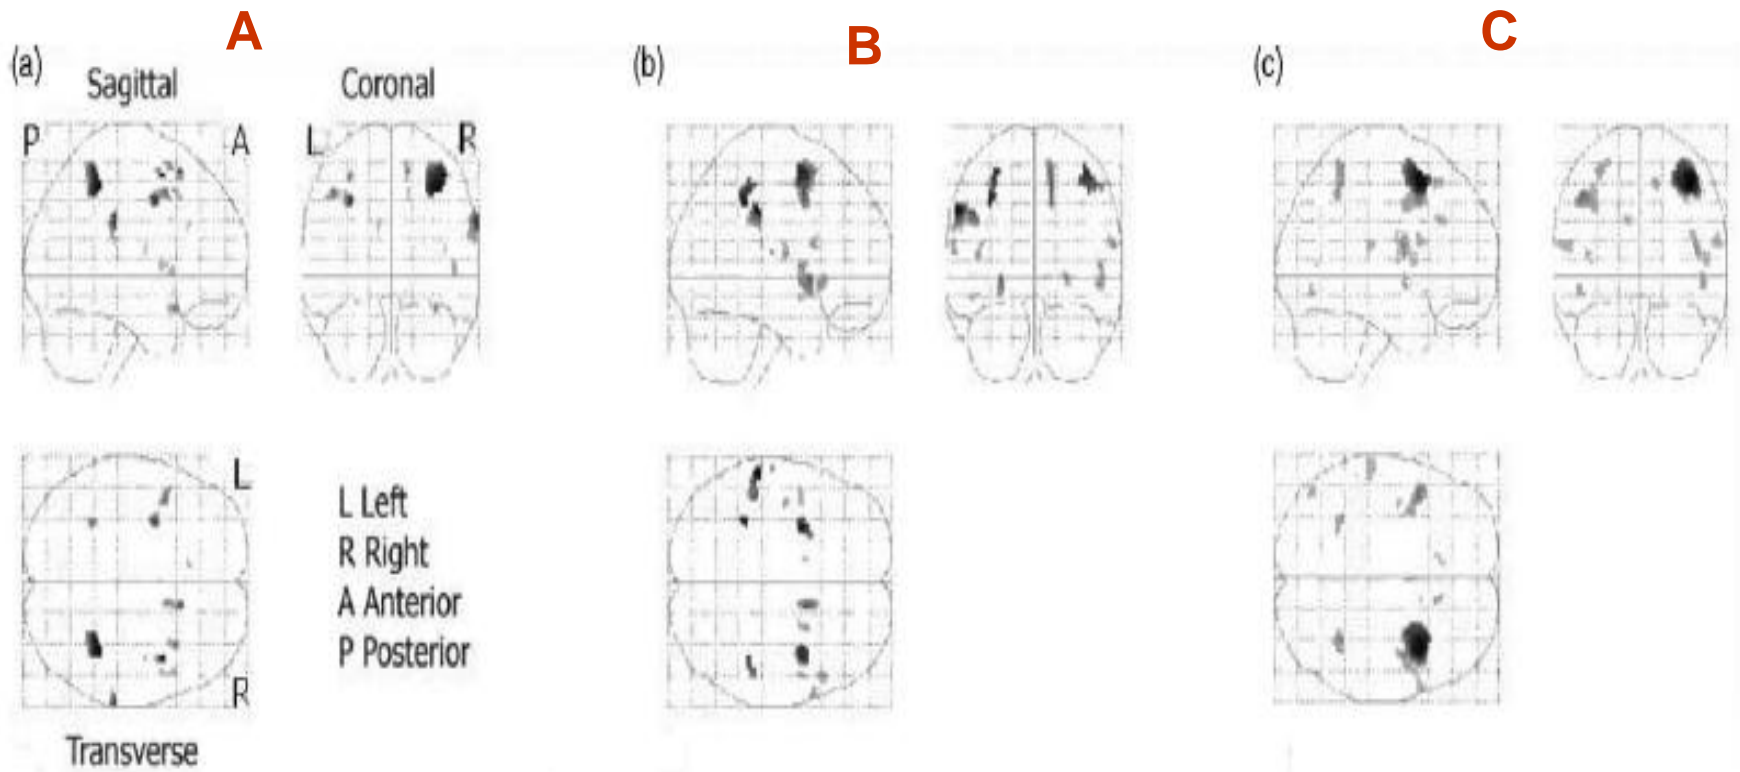 A
B
C
(a)
(b)
(c)
Sagittal
Coronal
P
A
L
R
L
R
L Left
R Right
A Anterior
P Posterior
Transverse